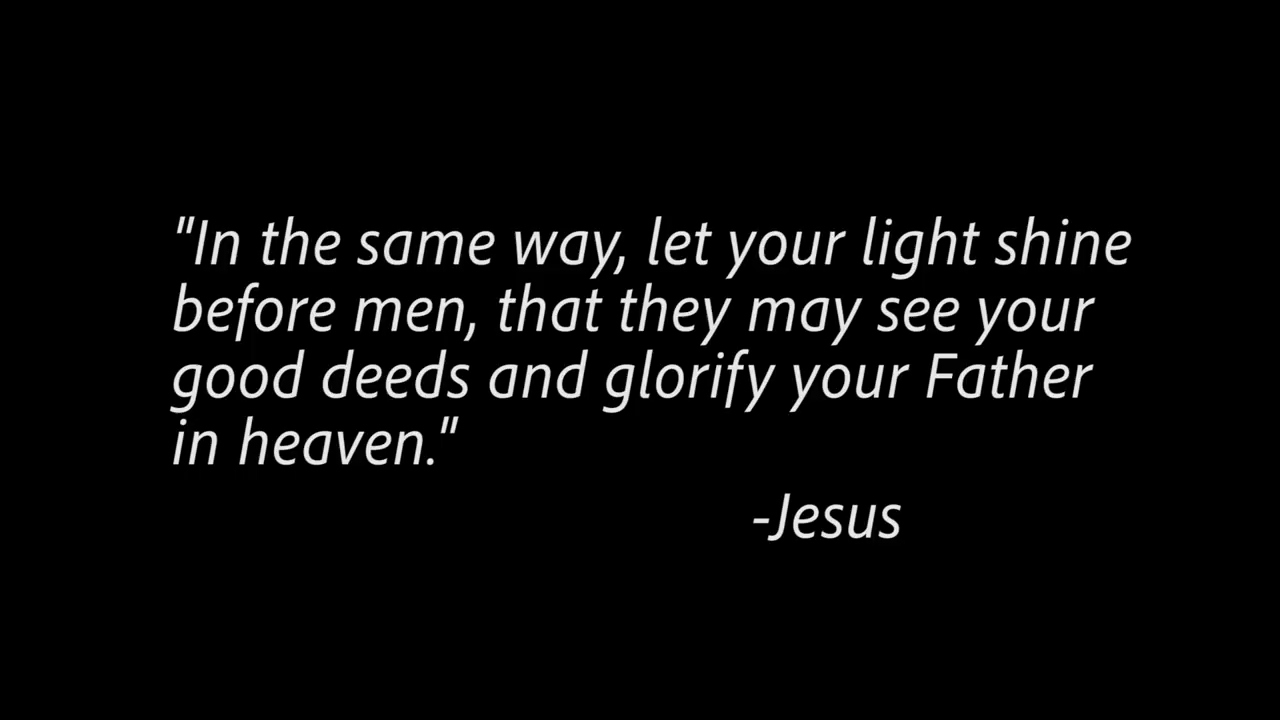 "In the same way, let your light shine
before men, that they may see your
good deeds and glorify your Father
in heaven."
-Jesus